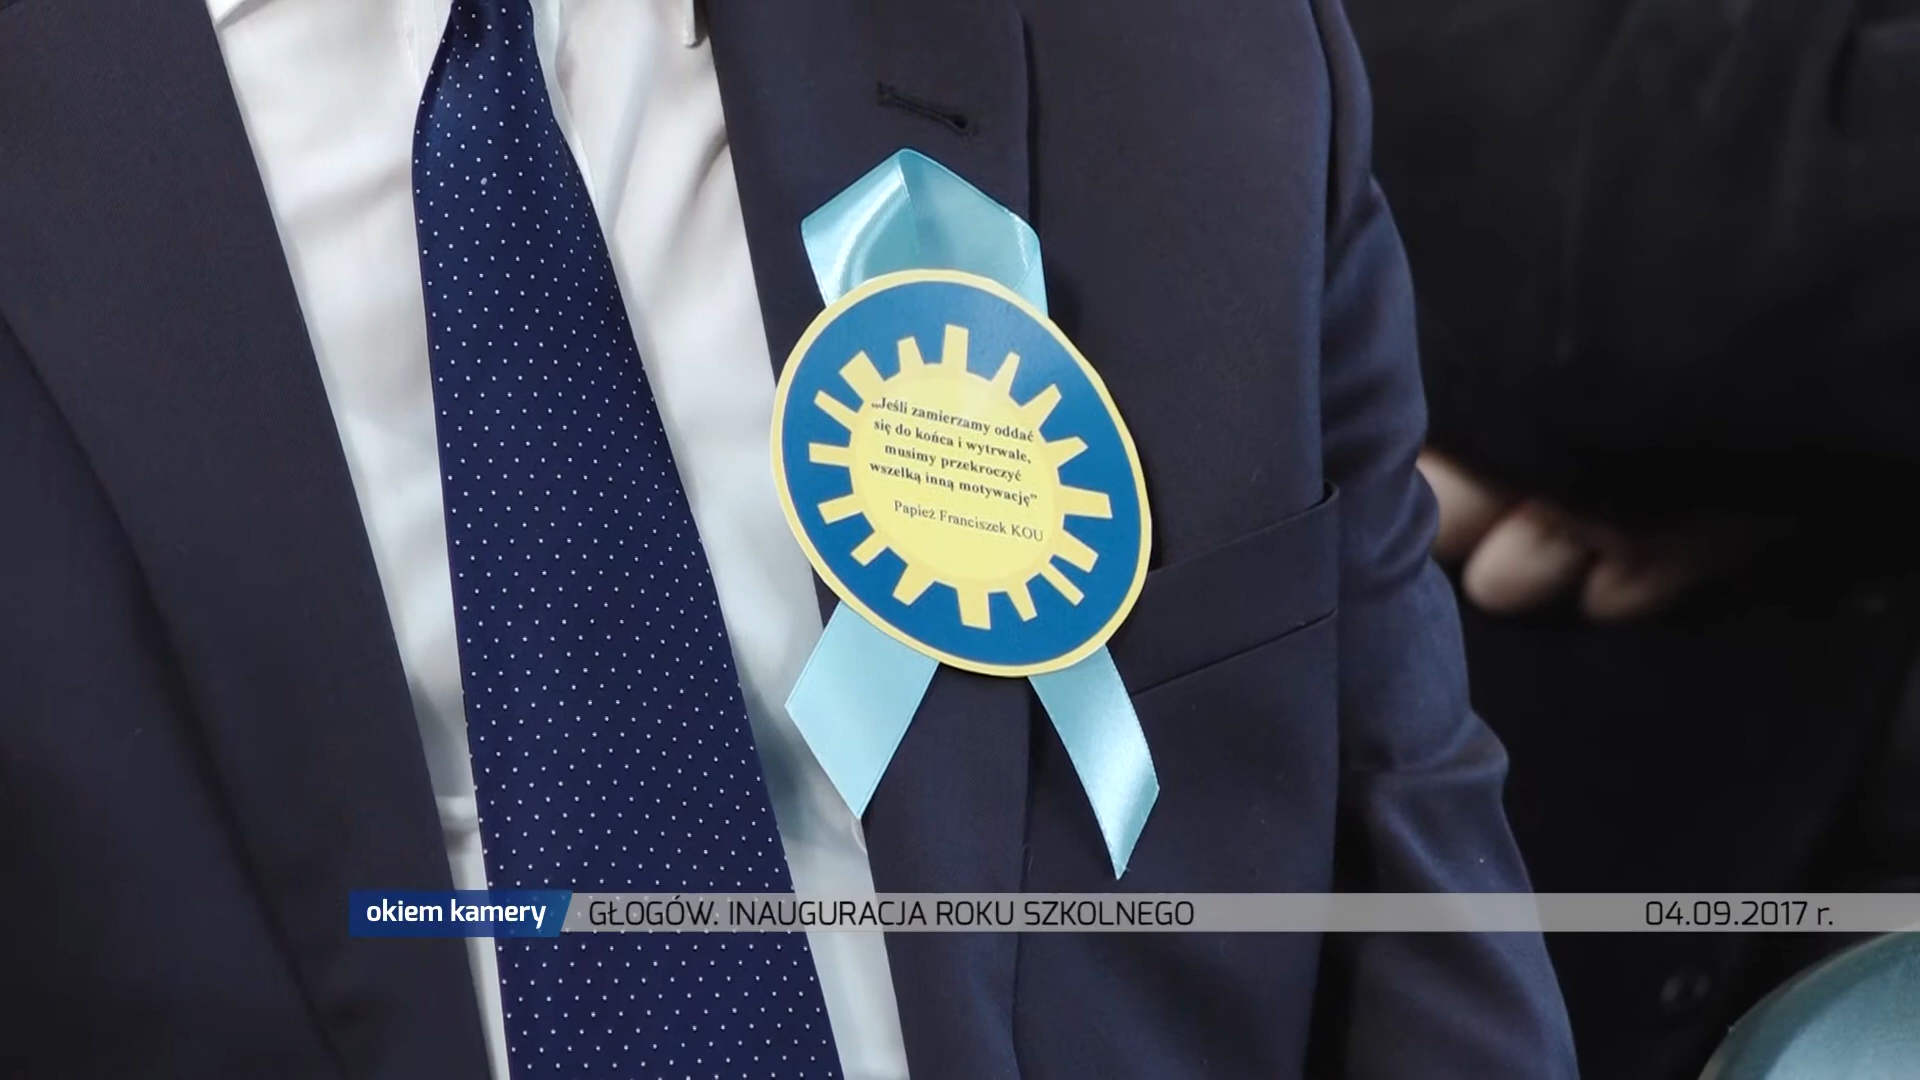 „Jeśli zamierzamy oddać
się do końca i wytrwale,
musimy przekroczyć
wszelką inną motywację”
Papież Franciszek KOU
okiem kamery GŁOGÓW. INAUGURACJA ROKU SZKOLNEGO 04.09.2017 r.